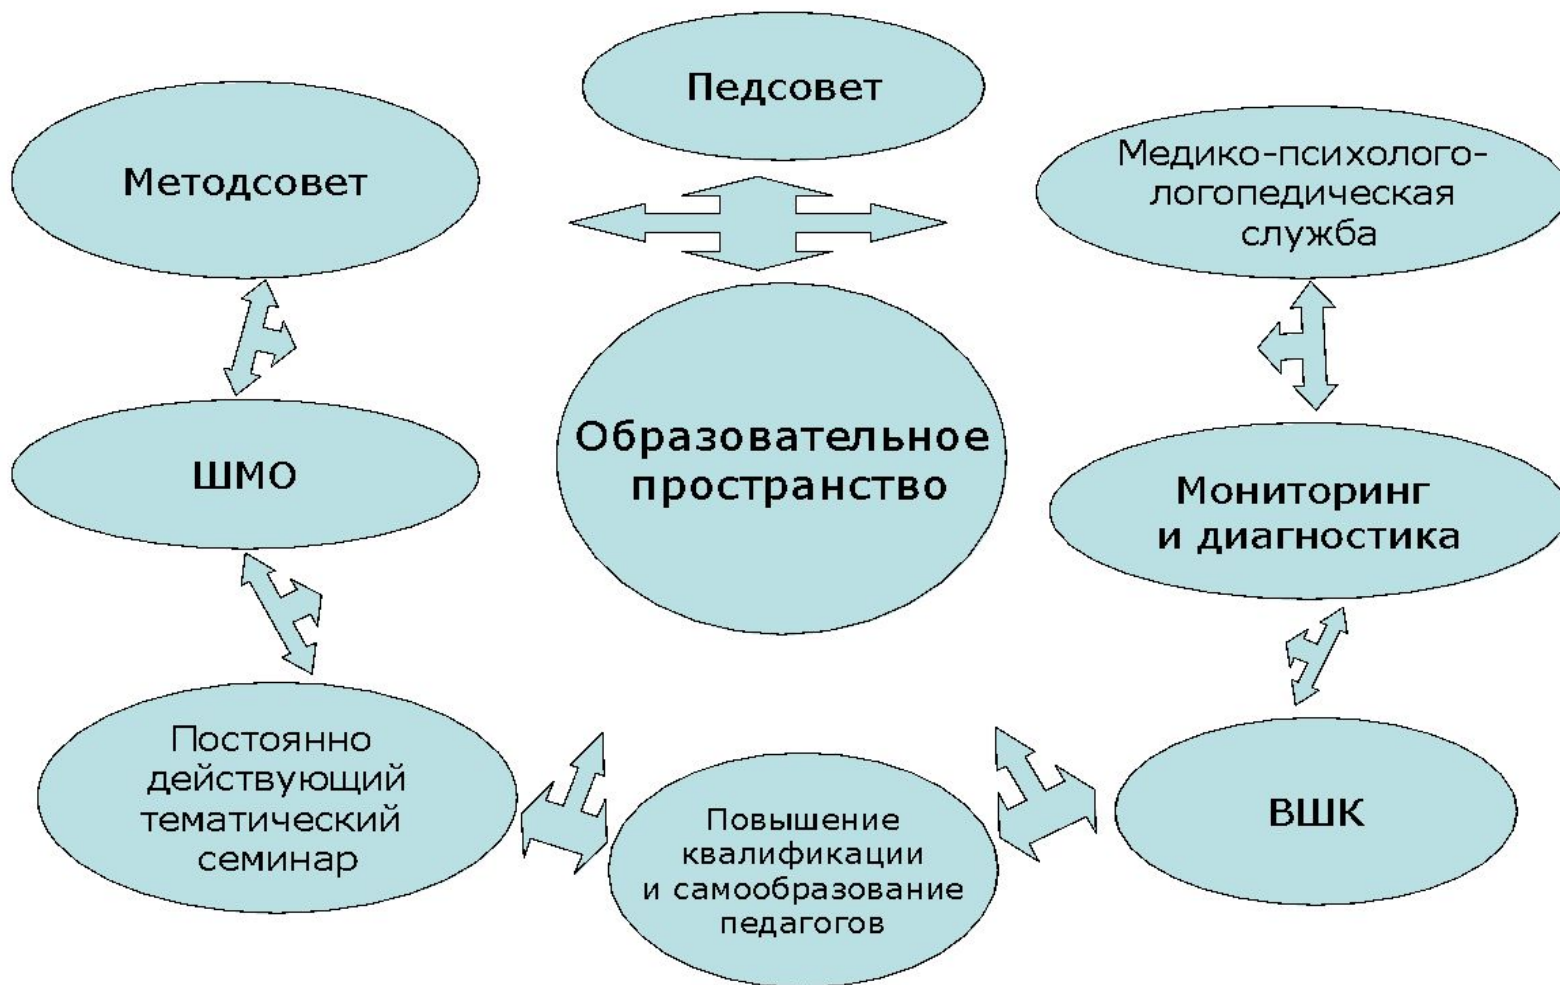 Педсовет
Методсовет
Медико-психолого-
логопедическая
служба
Образовательное
пространство
ШМО
Мониторинг
и диагностика
Постоянно
действующий
тематический
семинар
Повышение
квалификации
и самообразование
педагогов
ВШК